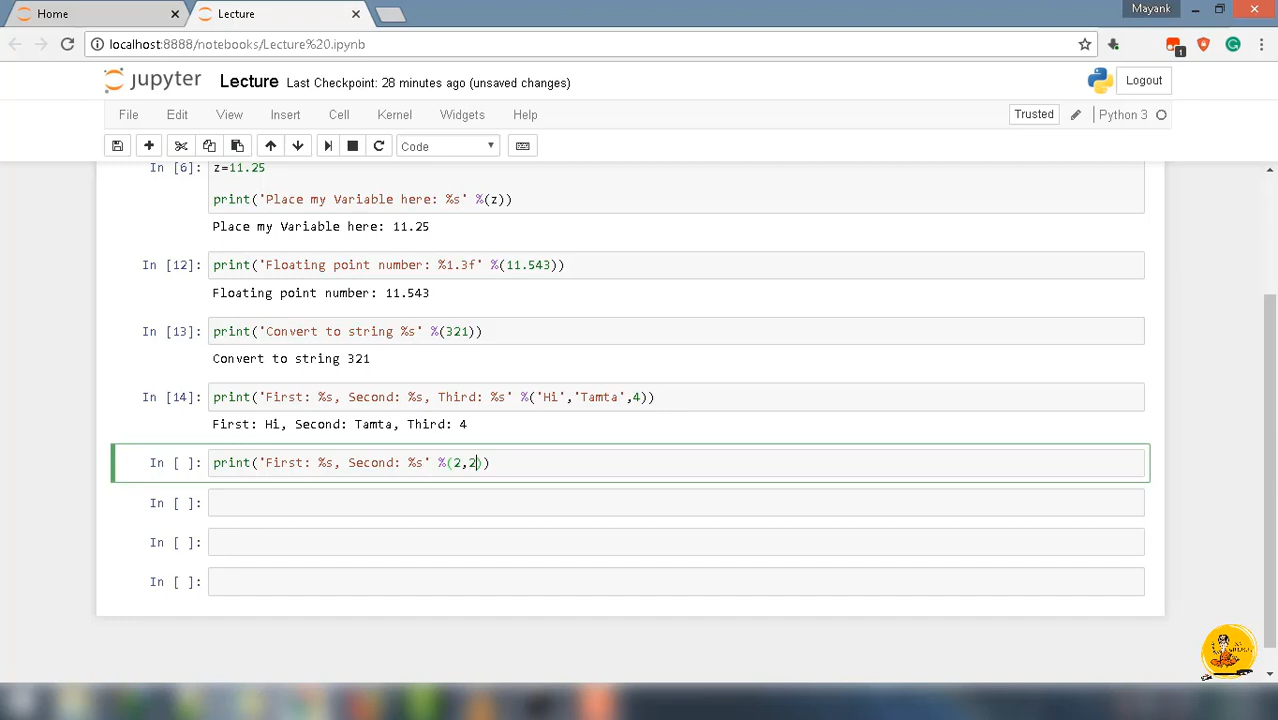 Home
Lecture
Mayank
localhost:8888/notebooks/Lecture%20.ipynb
1
jupyter Lecture Last Checkpoint: 28 minutes ago (unsaved changes)
Logout
File Edit View Insert Cell Kernel Widgets Help
Trusted Python 3
Code
In [6]: z=11.25
print('Place my Variable here: %s' %(z))
Place my Variable here: 11.25
In [12]: print('Floating point number: %1.3f' %(11.543))
Floating point number: 11.543
In [13]: print('Convert to string %s' %(321))
Convert to string 321
In [14]: print('First: %s, Second: %s, Third: %s' %('Hi','Tamta',4))
First: Hi, Second: Tamta, Third: 4
In [ ]: print('First: %s, Second: %s' %(2,2))
In [ ]:
In [ ]:
In [ ]: